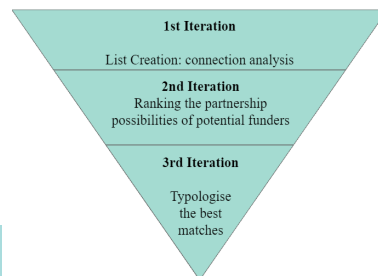 1st Iteration
List Creation: connection analysis
2nd Iteration
Ranking the partnership
possibilities of potential funders
3rd Iteration
Typologise
the best
matches